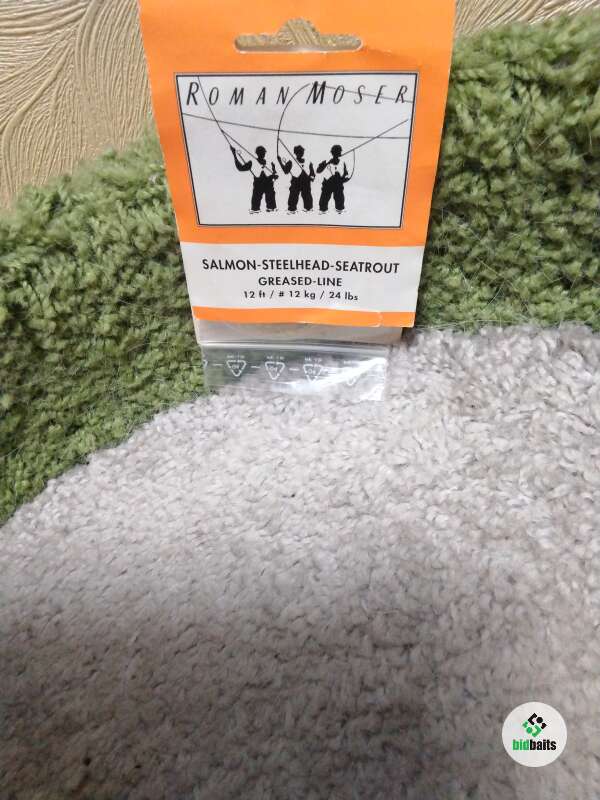 ROMAN MOSER
SALMON-STEELHEAD-SEATROUT
GREASED-LINE
12 ft / # 12 kg / 24 lbs
bidbaits